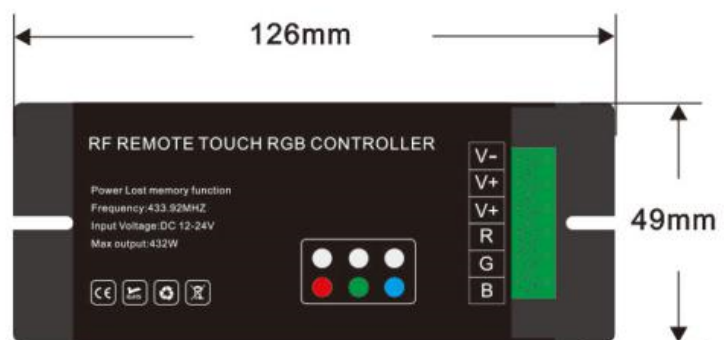 126mm
RF REMOTE TOUCH RGB CONTROLLER
Power Lost memory function
Frequency:433.92MHZ
Input Voltage:DC 12-24V
Max output:432W
V-
V+
V+
R
G
B
49mm
CE